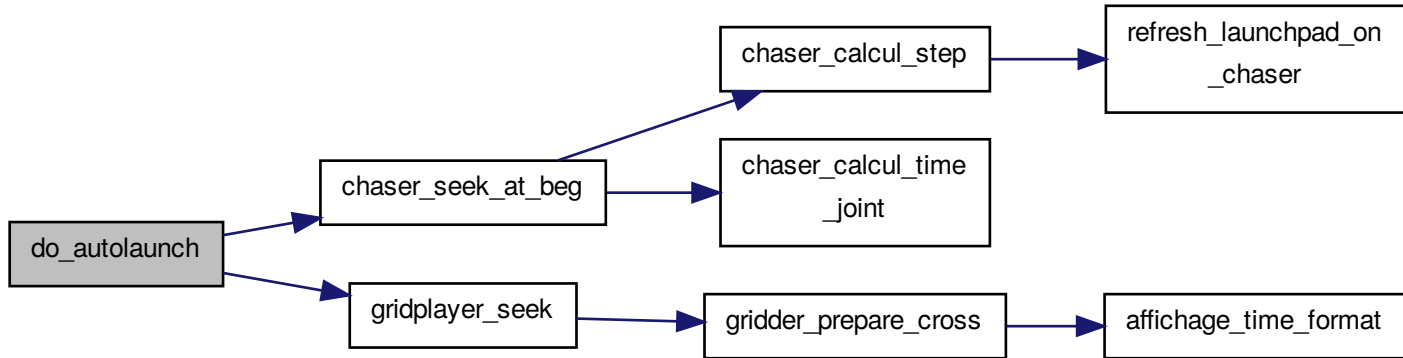 do_autolaunch
chaser_seek_at_beg
chaser_calcul_step
refresh_launchpad_on
_chaser
chaser_calcul_time
_joint
gridplayer_seek
gridder_prepare_cross
affichage_time_format